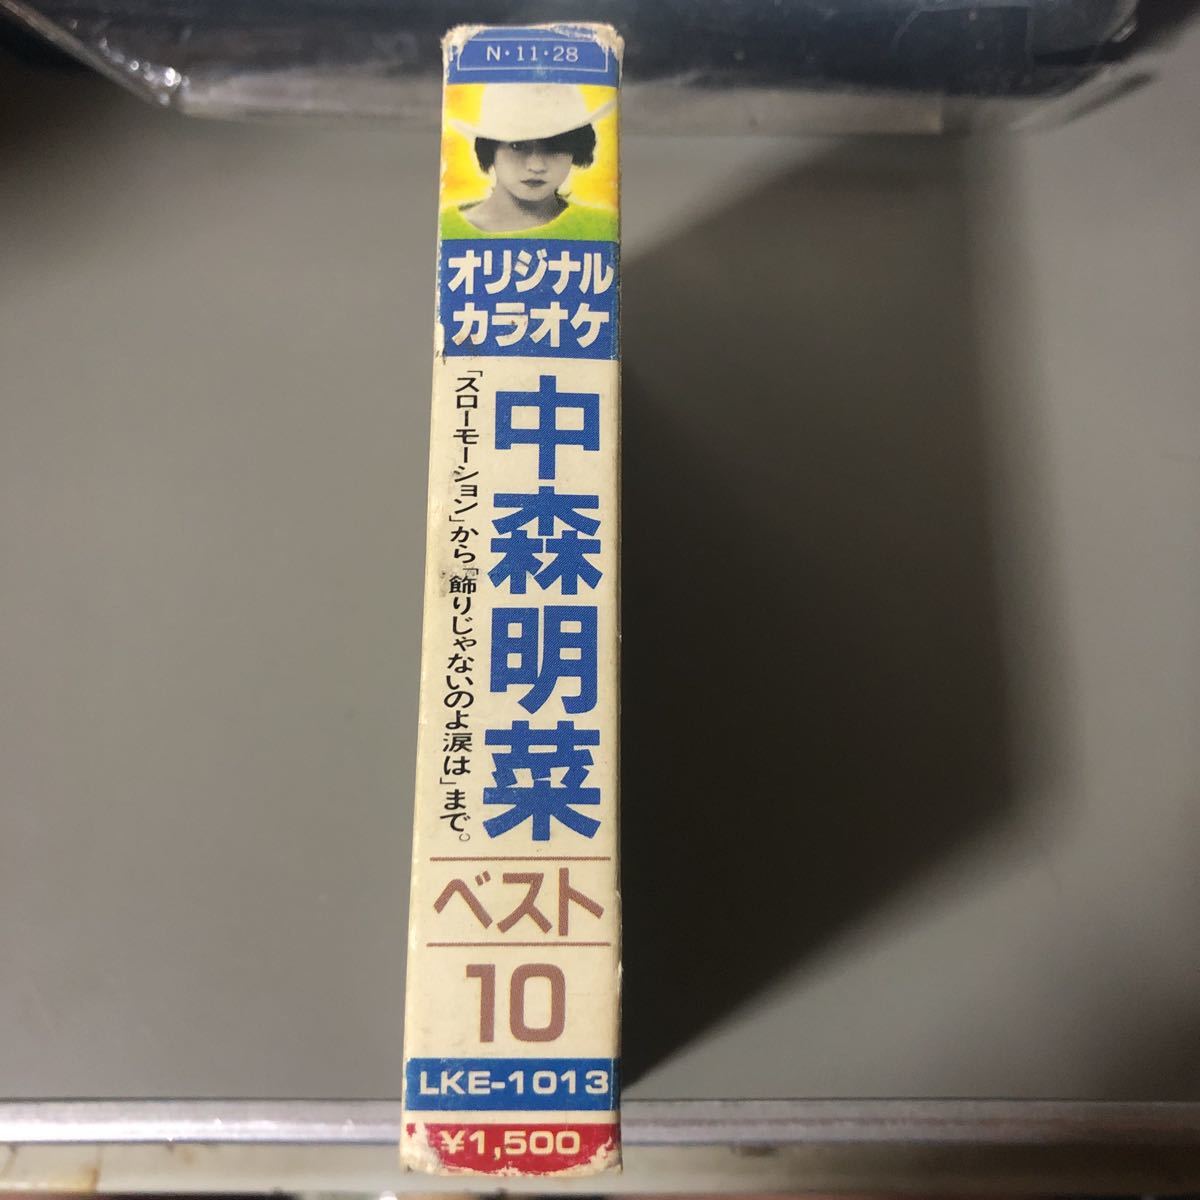 N・11・28
オリジナル
カラオケ
中森明菜
「スローモーション」から「飾りじゃないのよ涙は」まで。
ベスト
10
LKE-1013
¥1,500